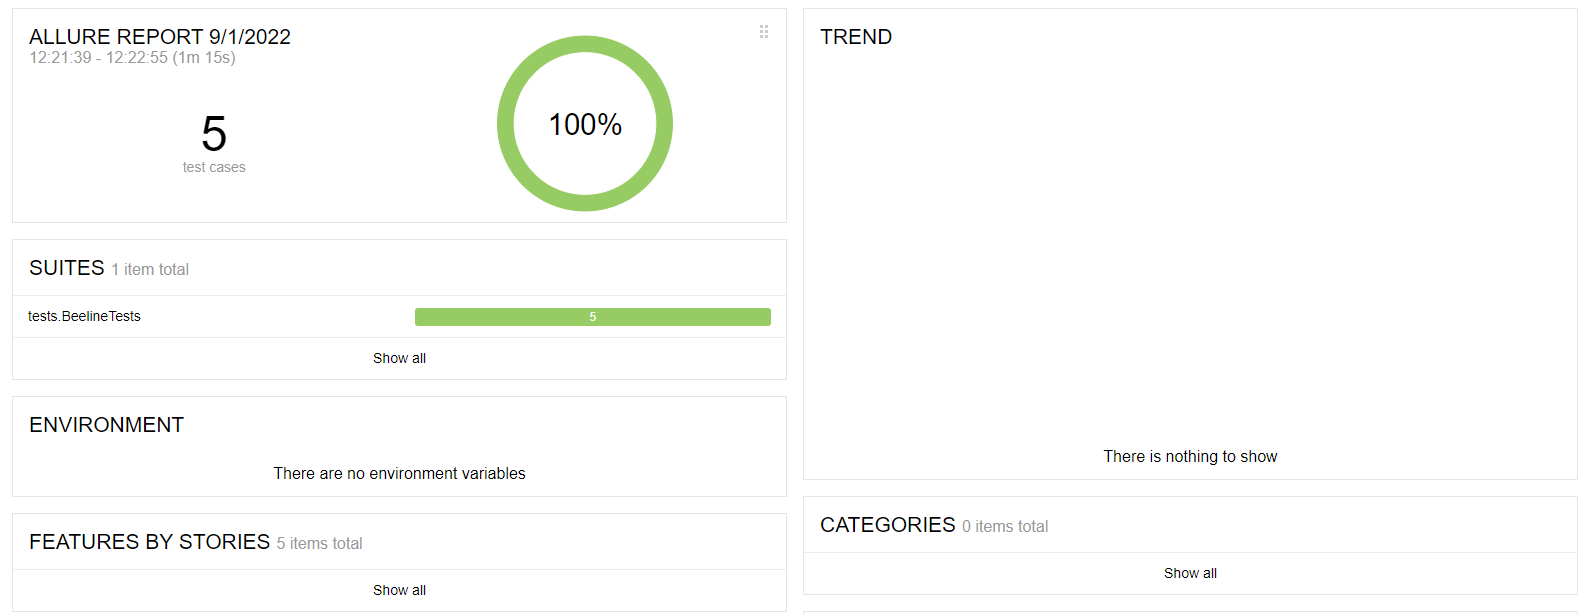 ALLURE REPORT 9/1/2022
12:21:39 - 12:22:55 (1m 15s)
5
test cases
100%
SUITES 1 item total
tests.BeelineTests
5
Show all
ENVIRONMENT
There are no environment variables
FEATURES BY STORIES 5 items total
Show all
TREND
There is nothing to show
CATEGORIES 0 items total
Show all